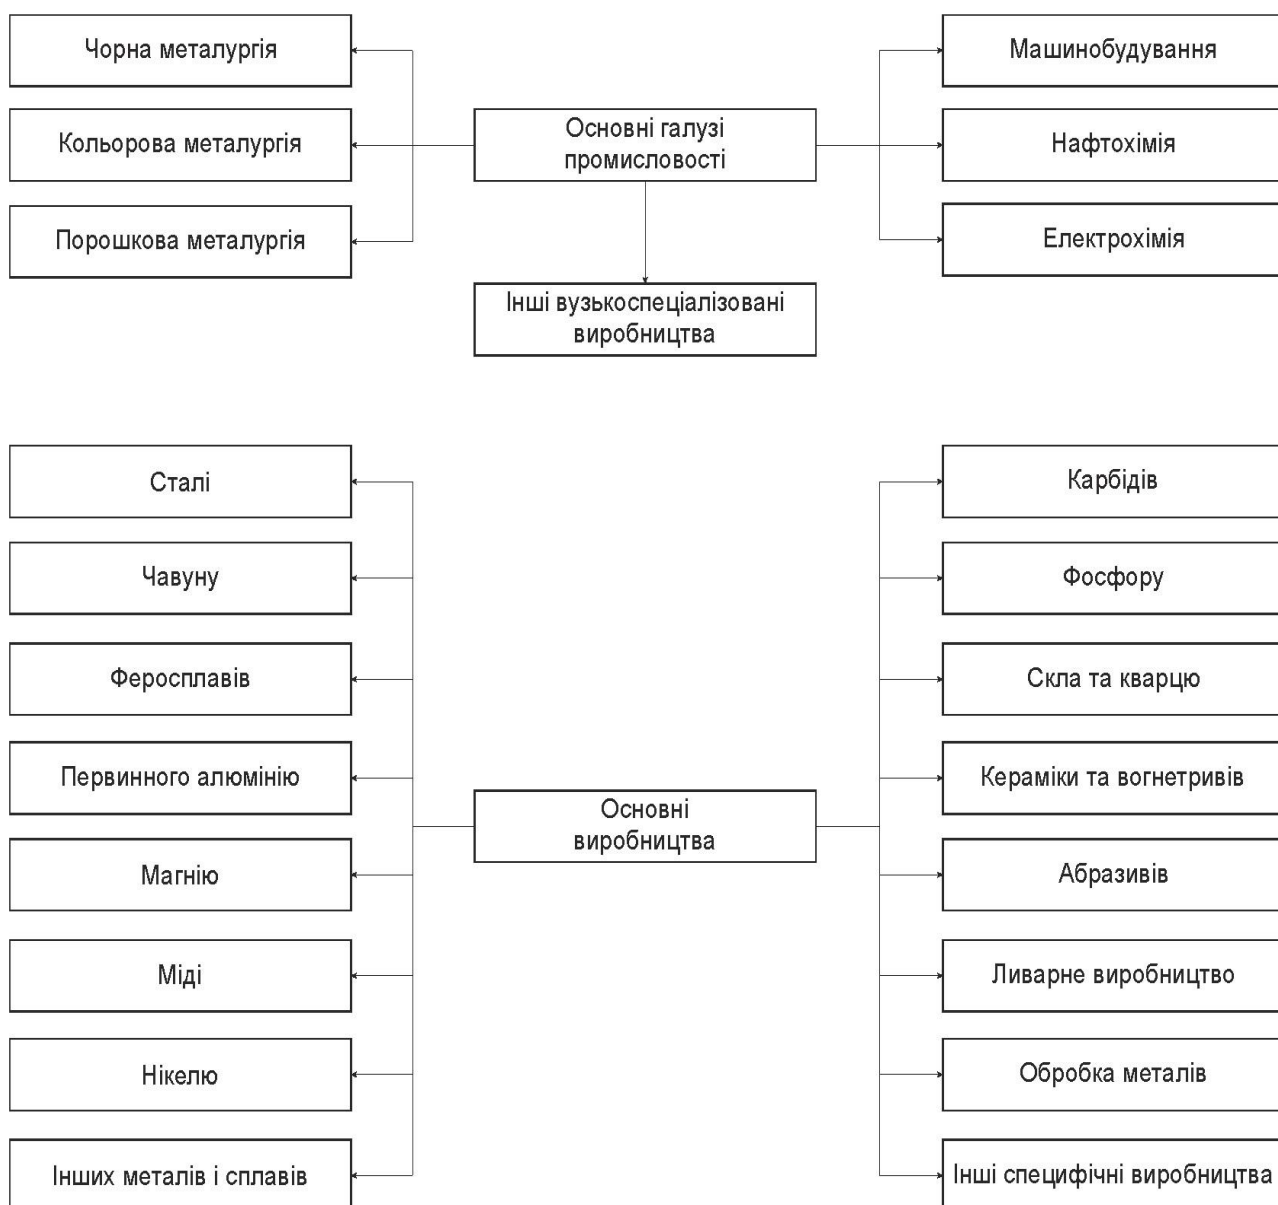 Чорна металургія
Кольорова металургія
Порошкова металургія
Основні галузі
промисловості
Інші вузькоспеціалізовані
виробництва
Машинобудування
Нафтохімія
Електрохімія
Сталі
Чавуну
Феросплавів
Первинного алюмінію
Магнію
Міді
Нікелю
Інших металів і сплавів
Основні
виробництва
Карбідів
Фосфору
Скла та кварцю
Кераміки та вогнетривів
Абразивів
Ливарне виробництво
Обробка металів
Інші специфічні виробництва